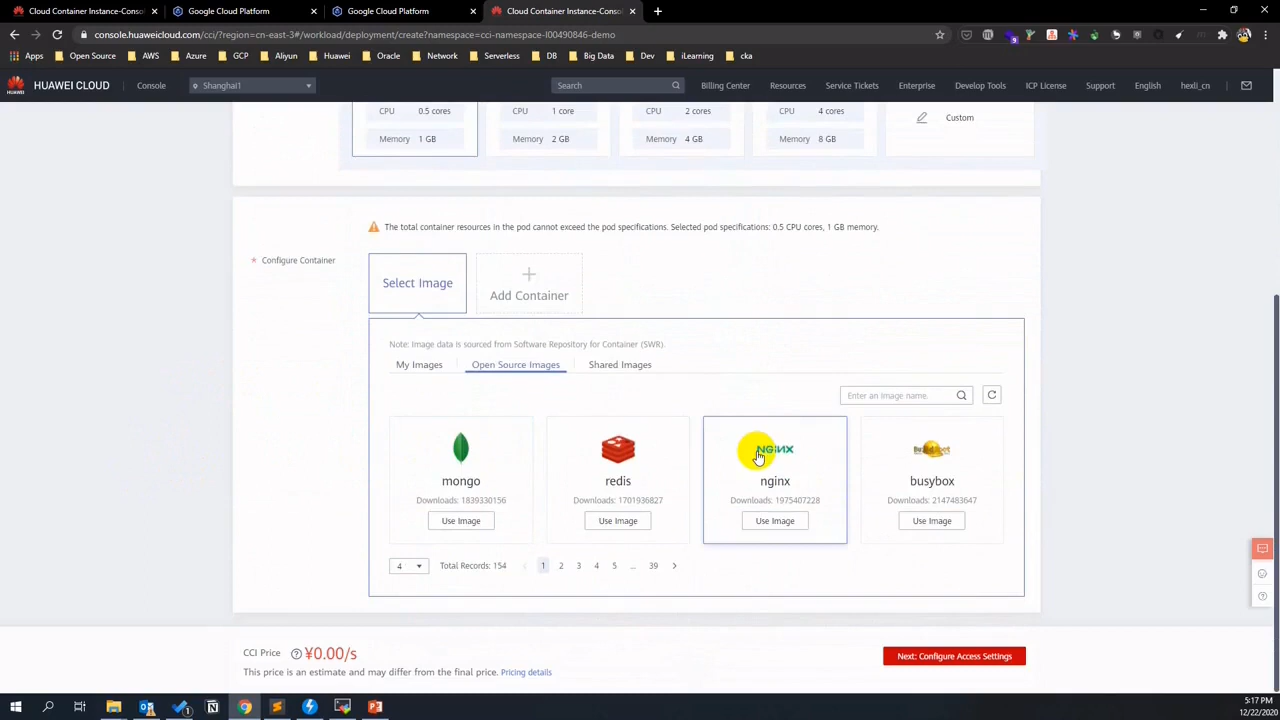 Cloud Container Instance-Conso
Google Cloud Platform
Google Cloud Platform
Cloud Container Instance-Conso
console.huaweicloud.com/cci/?region=cn-east-3#/workload/deployment/create?namespace=cci-namespace-l00490846-demo
Apps Open Source AWS Azure GCP Aliyun Huawei Oracle Network Serverless DB Big Data Dev iLearning cka
HUAWEI CLOUD Console Shanghai1 Search Billing Center Resources Service Tickets Enterprise Develop Tools ICP License Support English hexli_cn
CPU 0.5 cores CPU 1 core CPU 2 cores CPU 4 cores
Custom
Memory 1 GB Memory 2 GB Memory 4 GB Memory 8 GB
The total container resources in the pod cannot exceed the pod specifications. Selected pod specifications: 0.5 CPU cores, 1 GB memory.
* Configure Container
Select Image
+
Add Container
Note: Image data is sourced from Software Repository for Container (SWR).
My Images Open Source Images Shared Images
Enter an image name.
NGINX
mongo redis nginx busybox
Downloads: 1839330156 Downloads: 1701936827 Downloads: 1975407228 Downloads: 2147483647
Use Image Use Image Use Image Use Image
4 Total Records: 154 1 2 3 4 5 ... 39
CCI Price ¥0.00/s
Next: Configure Access Settings
This price is an estimate and may differ from the final price. Pricing details
5:17 PM
12/22/2020